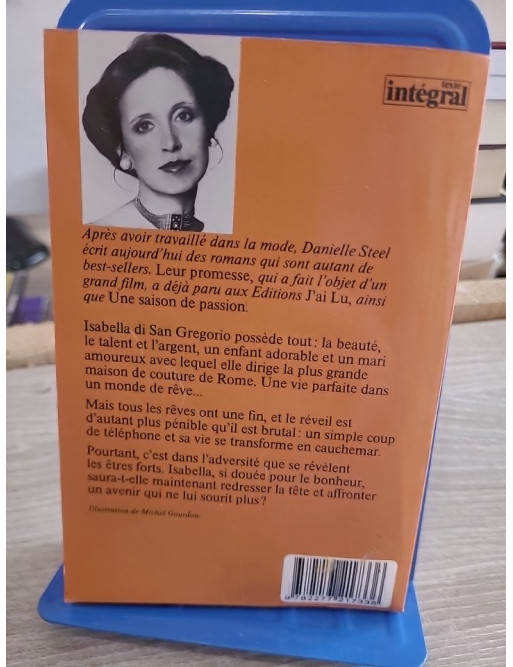 texte
intégral
Après avoir travaillé dans la mode, Danielle Steel
écrit aujourd'hui des romans qui sont autant de
best-sellers. Leur promesse, qui a fait l'objet d'un
grand film, a déjà paru aux Editions J'ai Lu, ainsi
que Une saison de passion.
Isabella di San Gregorio possède tout : la beauté,
le talent et l'argent, un enfant adorable et un mari
amoureux avec lequel elle dirige la plus grande
maison de couture de Rome. Une vie parfaite dans
un monde de rêve...
Mais tous les rêves ont une fin, et le réveil est
d'autant plus pénible qu'il est brutal : un simple coup
de téléphone et sa vie se transforme en cauchemar.
Pourtant, c'est dans l'adversité que se révèlent
les êtres forts. Isabella, si douée pour le bonheur,
saura-t-elle maintenant redresser la tête et affronter
un avenir qui ne lui sourit plus ?
Illustration de Michel Gourdon
9 782277 217338